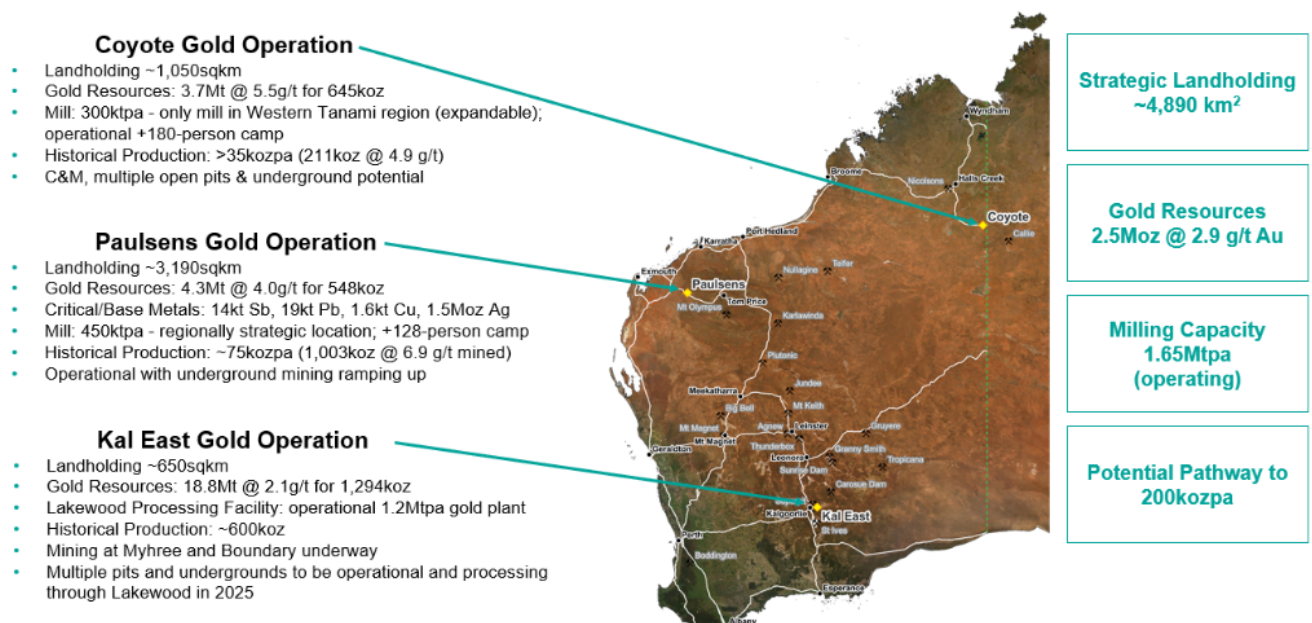 Coyote Gold Operation
• Landholding ~1,050sqkm
• Gold Resources: 3.7Mt @ 5.5g/t for 645koz
• Mill: 300ktpa - only mill in Western Tanami region (expandable);
operational +180-person camp
• Historical Production: >35kozpa (211koz @ 4.9 g/t)
• C&M, multiple open pits & underground potential
Paulsens Gold Operation
• Landholding ~3,190sqkm
• Gold Resources: 4.3Mt @ 4.0g/t for 548koz
• Critical/Base Metals: 14kt Sb, 19kt Pb, 1.6kt Cu, 1.5Moz Ag
• Mill: 450ktpa - regionally strategic location; +128-person camp
• Historical Production: ~75kozpa (1,003koz @ 6.9 g/t mined)
• Operational with underground mining ramping up
Kal East Gold Operation
• Landholding ~650sqkm
• Gold Resources: 18.8Mt @ 2.1g/t for 1,294koz
• Lakewood Processing Facility: operational 1.2Mtpa gold plant
• Historical Production: ~600koz
• Mining at Myhree and Boundary underway
• Multiple pits and undergrounds to be operational and processing
through Lakewood in 2025
Wyndham
Broome
Nicolsons
Halls Creek
Coyote
Callie
Port Hedland
Karratha
Exmouth
Nullagine
Telfer
Paulsens
Tom Price
Mt Olympus
Karlawinda
Plutonic
Jundee
Meekatharra
Mt Keith
Big Bell
Agnew
Leinster
Mt Magnet
Mt Magnet
Thunderbox
Gruyere
Geraldton
Leonora
Granny Smith
Sunrise Dam
Tropicana
Carosue Dam
Kalgoorlie
Kal East
St Ives
Perth
Boddington
Esperance
Albany
Strategic Landholding
~4,890 km²
Gold Resources
2.5Moz @ 2.9 g/t Au
Milling Capacity
1.65Mtpa
(operating)
Potential Pathway to
200kozpa